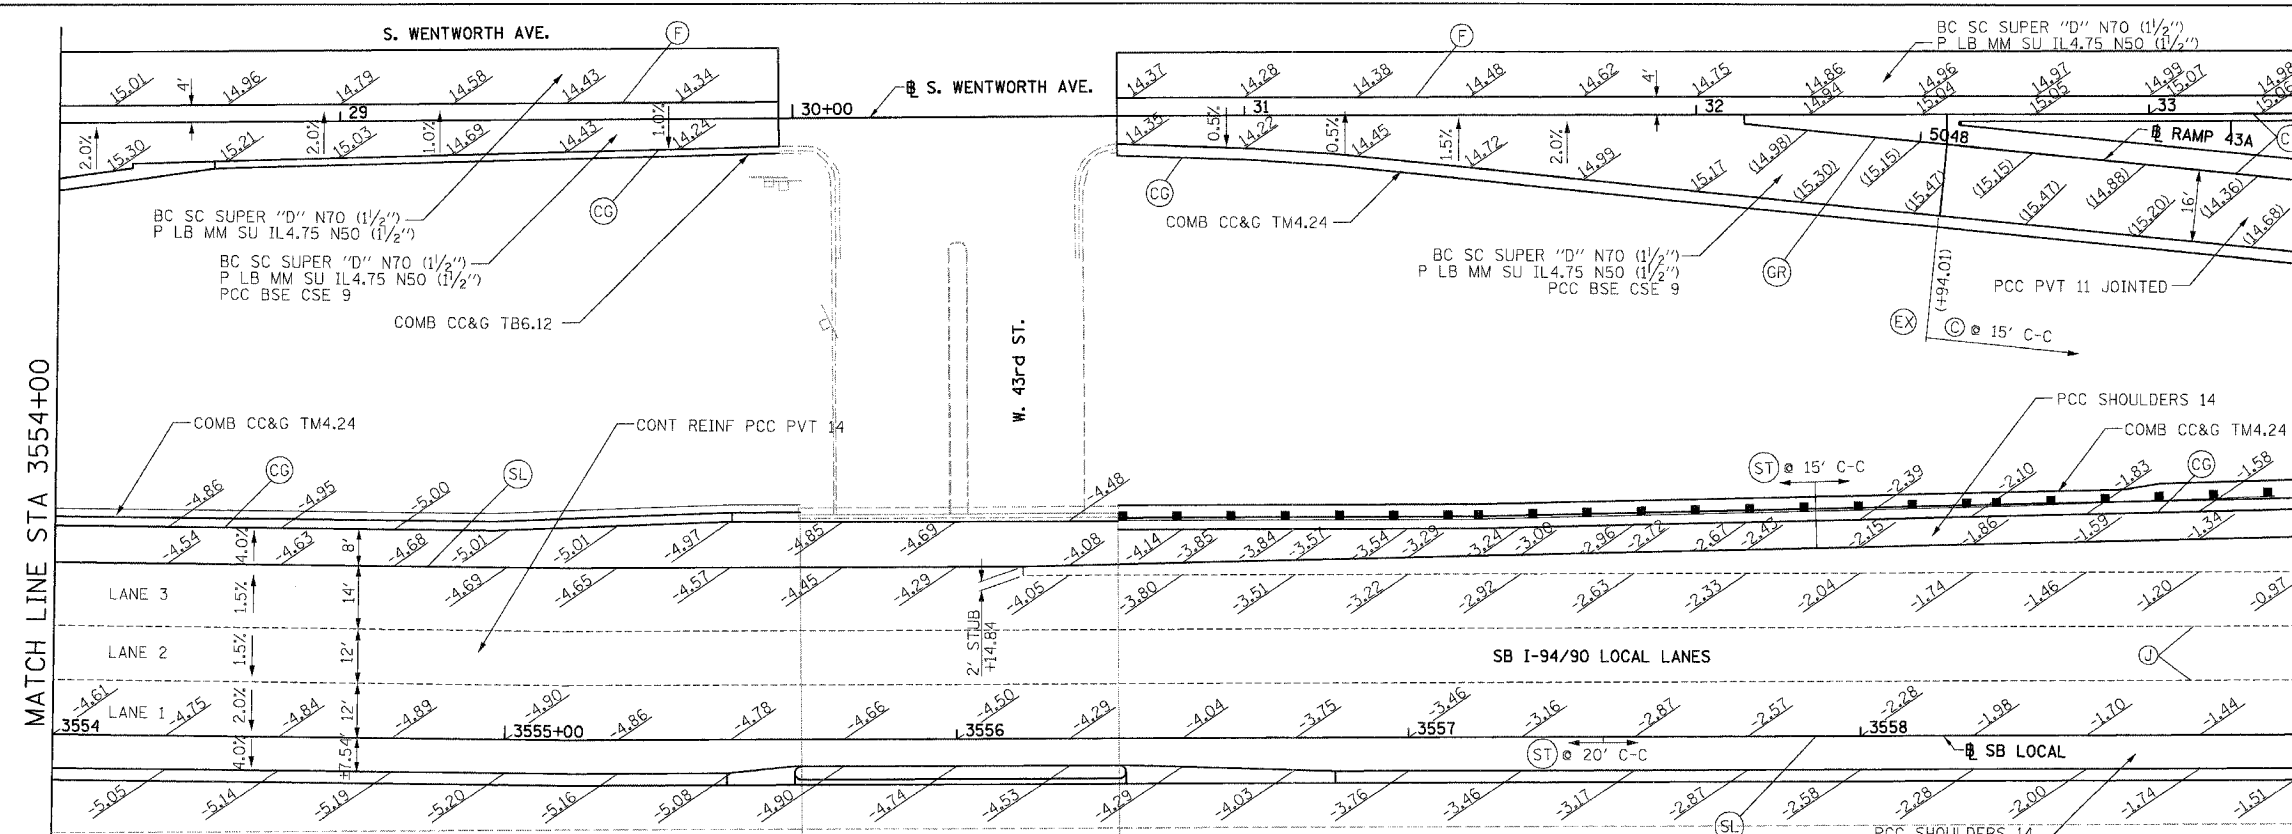 S. WENTWORTH AVE.
F
F
BC SC SUPER "D" N70 (1 1/2")
P LB MM SU IL4.75 N50 (1 1/2")
15.01 4' 14.96 14.79 14.58 14.43 14.34
℄ S. WENTWORTH AVE.
14.37 14.28 14.38 14.48 14.62 4' 14.75 14.86 14.96 14.97 14.99 14.98
14.94 15.04 15.05 15.07 15.06
29 30+00 31 32 33
2.0% 2.0% 1.0% 1.0% 0.5% 0.5% 1.5% 2.0%
15.30 15.21 15.03 14.69 14.43 14.24
14.35 14.22 14.45 14.72 14.99 15.17 (14.98) (15.30) (15.15) (15.47) (15.15) (15.47) (14.88) (15.20) 16' (14.36) (14.68)
5048
℄ RAMP 43A
C
CG
CG
BC SC SUPER "D" N70 (1 1/2")
P LB MM SU IL4.75 N50 (1 1/2")
BC SC SUPER "D" N70 (1 1/2")
P LB MM SU IL4.75 N50 (1 1/2")
PCC BSE CSE 9
COMB CC&G TB6.12
COMB CC&G TM4.24
BC SC SUPER "D" N70 (1 1/2")
P LB MM SU IL4.75 N50 (1 1/2")
PCC BSE CSE 9
GR
(+94.01)
PCC PVT 11 JOINTED
EX
C @ 15' C-C
W. 43rd ST.
MATCH LINE STA 3554+00
COMB CC&G TM4.24
CG
SL
CONT REINF PCC PVT 14
PCC SHOULDERS 14
COMB CC&G TM4.24
ST @ 15' C-C
CG
-4.86 -4.95 -5.00 -4.48 -2.39 -2.10 -1.83 -1.58
-4.54 4.0% -4.63 8' -4.68 -5.01 -5.01 -4.97 -4.85 -4.69 -4.08 -4.14 -3.85 -3.84 -3.57 -3.54 -3.29 -3.24 -3.00 -2.96 -2.72 -2.67 -2.43 -2.15 -1.86 -1.59 -1.34
LANE 3 1.5% 14'
-4.69 -4.65 -4.57 -4.45 -4.29 -4.05 -3.80 -3.51 -3.22 -2.92 -2.63 -2.33 -2.04 -1.74 -1.46 -1.20 -0.97
2' STUB
+14.84
LANE 2 1.5% 12'
SB I-94/90 LOCAL LANES
J
LANE 1 2.0% 12'
-4.61 -4.75 -4.84 -4.89 -4.90 -4.86 -4.78 -4.66 -4.50 -4.29 -4.04 -3.75 -3.46 -3.16 -2.87 -2.57 -2.28 -1.98 -1.70 -1.44
3554 3555+00 3556 3557 3558
4.0% ±7.54'
ST @ 20' C-C
℄ SB LOCAL
-5.05 -5.14 -5.19 -5.20 -5.16 -5.08 -4.90 -4.74 -4.53 -4.29 -4.03 -3.76 -3.46 -3.17 -2.87 -2.58 -2.28 -2.00 -1.74 -1.51
SL
PCC SHOULDERS 14